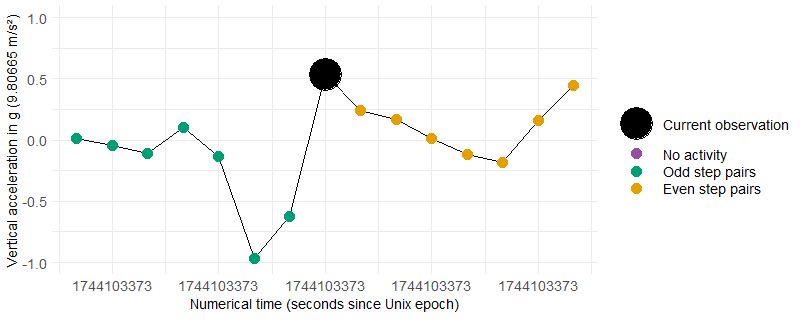 Vertical acceleration in g (9.80665 m/s²)
1.0
0.5
0.0
-0.5
-1.0
1744103373 1744103373 1744103373 1744103373 1744103373
Numerical time (seconds since Unix epoch)
Current observation
No activity
Odd step pairs
Even step pairs